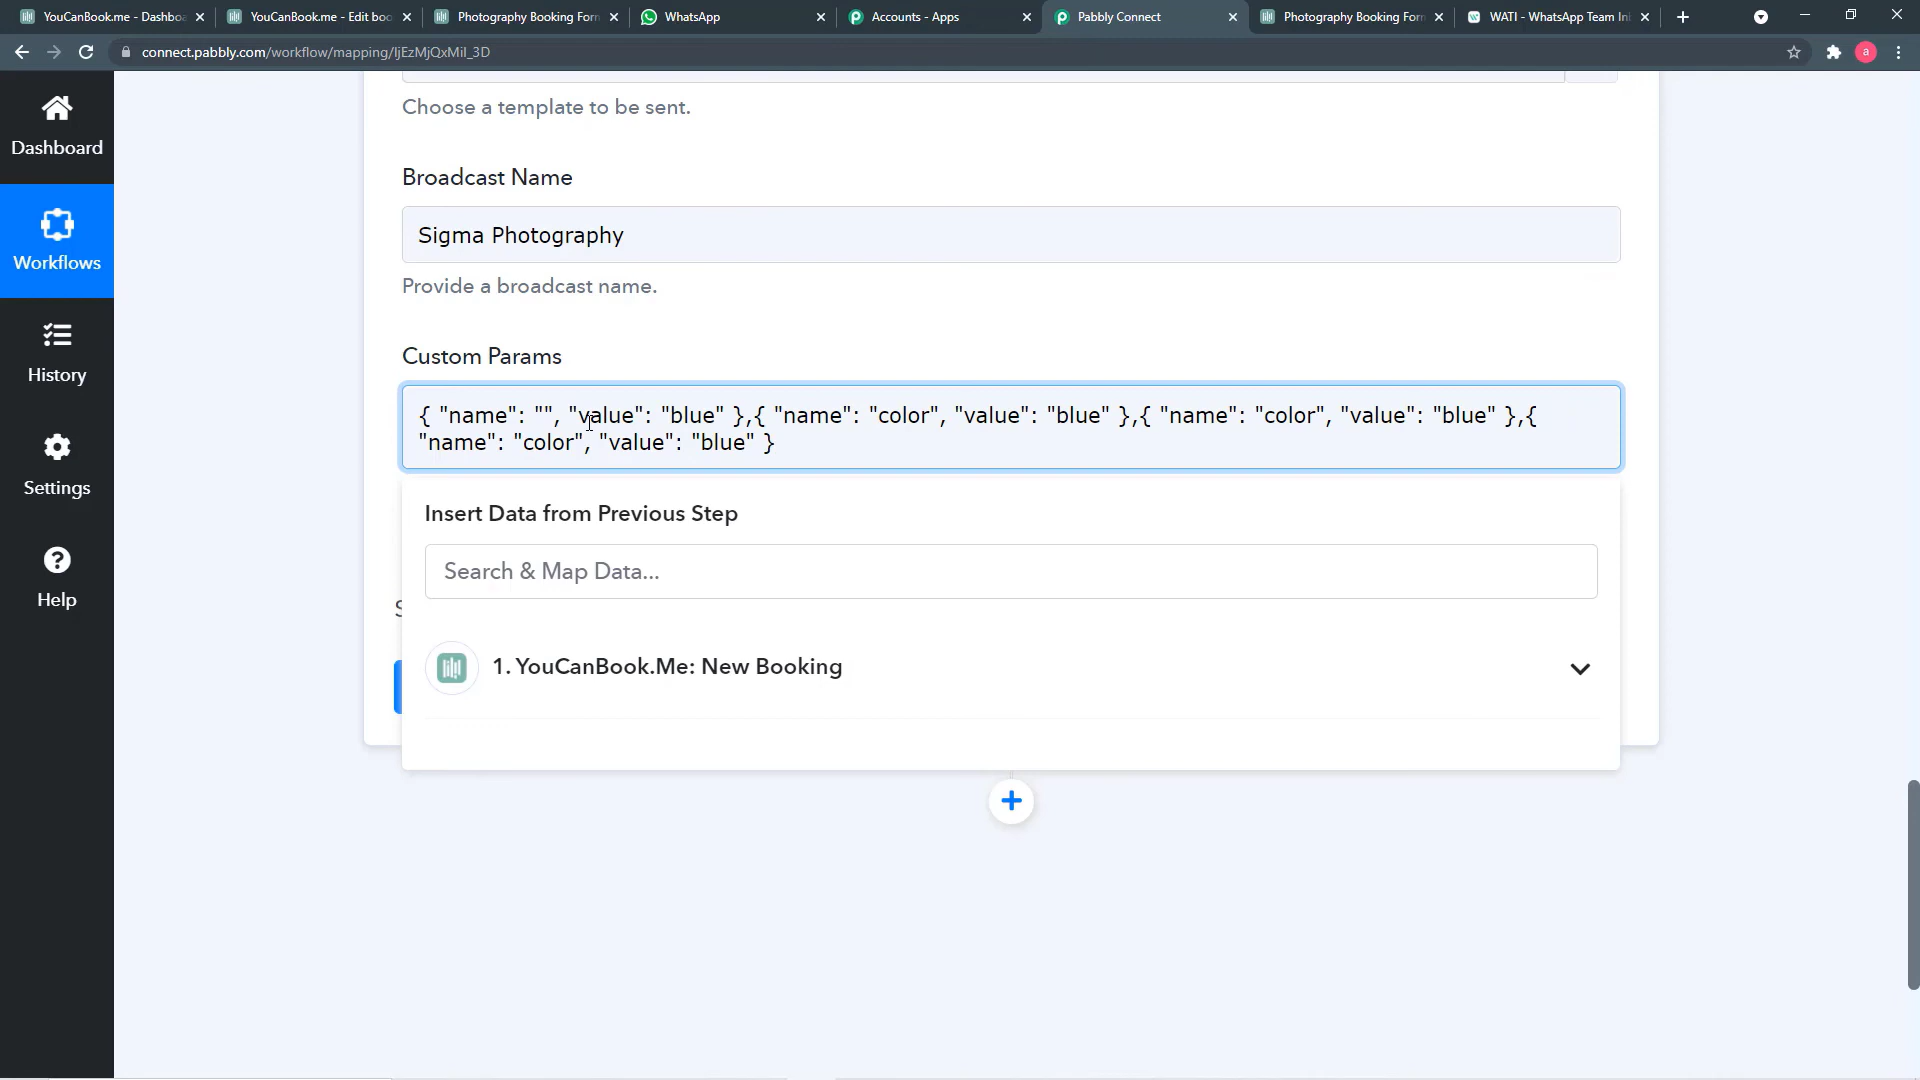 YouCanBook.me - Dashboa
YouCanBook.me - Edit boo
Photography Booking Form
WhatsApp
Accounts - Apps
Pabbly Connect
Photography Booking Form
WATI - WhatsApp Team In
connect.pabbly.com/workflow/mapping/IjEzMjQxMiI_3D
a
Dashboard
Workflows
History
Settings
Help
Choose a template to be sent.
Broadcast Name
Sigma Photography
Provide a broadcast name.
Custom Params
{ "name": "", "value": "blue" },{ "name": "color", "value": "blue" },{ "name": "color", "value": "blue" },{
"name": "color", "value": "blue" }
Insert Data from Previous Step
Search & Map Data...
S
1. YouCanBook.Me: New Booking